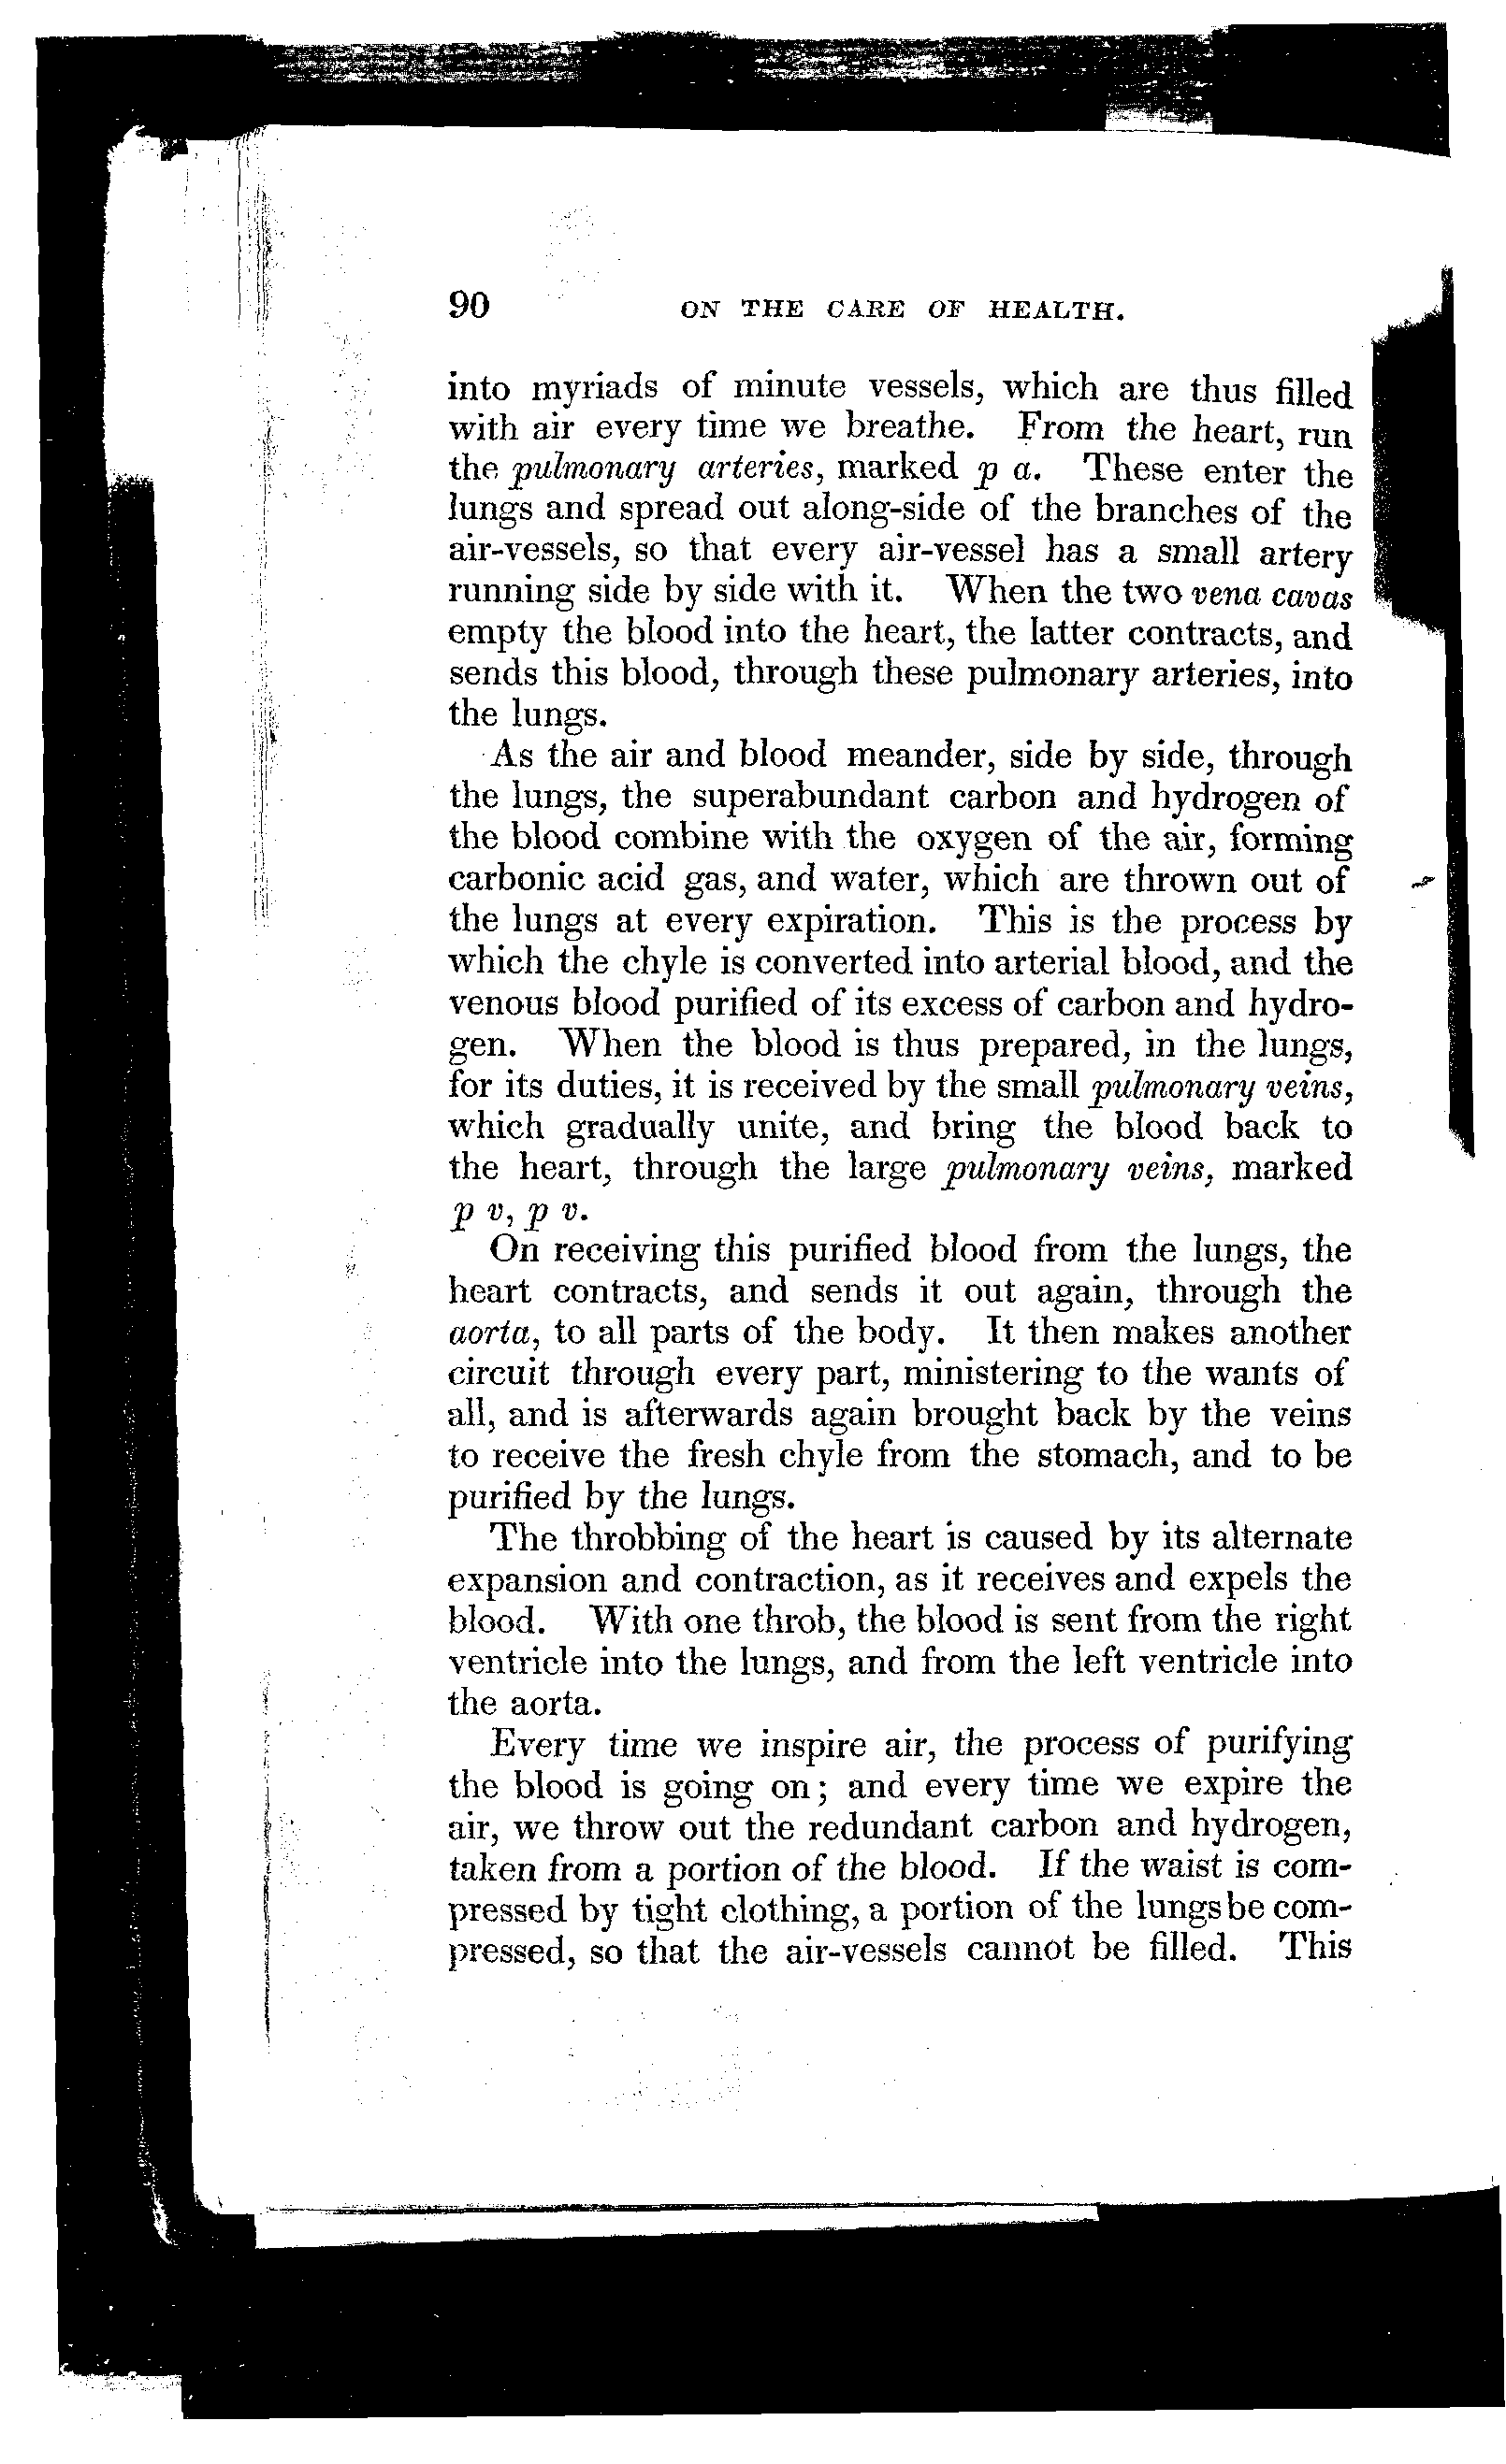 90 ON THE CARE OF HEALTH.
into myriads of minute vessels, which are thus filled
with air every time we breathe. From the heart, run
the pulmonary arteries, marked p a. These enter the
lungs and spread out along-side of the branches of the
air-vessels, so that every air-vessel has a small artery
running side by side with it. When the two vena cavas
empty the blood into the heart, the latter contracts, and
sends this blood, through these pulmonary arteries, into
the lungs.
As the air and blood meander, side by side, through
the lungs, the superabundant carbon and hydrogen of
the blood combine with the oxygen of the air, forming
carbonic acid gas, and water, which are thrown out of
the lungs at every expiration. This is the process by
which the chyle is converted into arterial blood, and the
venous blood purified of its excess of carbon and hydro-
gen. When the blood is thus prepared, in the lungs,
for its duties, it is received by the small pulmonary veins,
which gradually unite, and bring the blood back to
the heart, through the large pulmonary veins, marked
p v, p v.
On receiving this purified blood from the lungs, the
heart contracts, and sends it out again, through the
aorta, to all parts of the body. It then makes another
circuit through every part, ministering to the wants of
all, and is afterwards again brought back by the veins
to receive the fresh chyle from the stomach, and to be
purified by the lungs.
The throbbing of the heart is caused by its alternate
expansion and contraction, as it receives and expels the
blood. With one throb, the blood is sent from the right
ventricle into the lungs, and from the left ventricle into
the aorta.
Every time we inspire air, the process of purifying
the blood is going on; and every time we expire the
air, we throw out the redundant carbon and hydrogen,
taken from a portion of the blood. If the waist is com-
pressed by tight clothing, a portion of the lungs be com-
pressed, so that the air-vessels cannot be filled. This